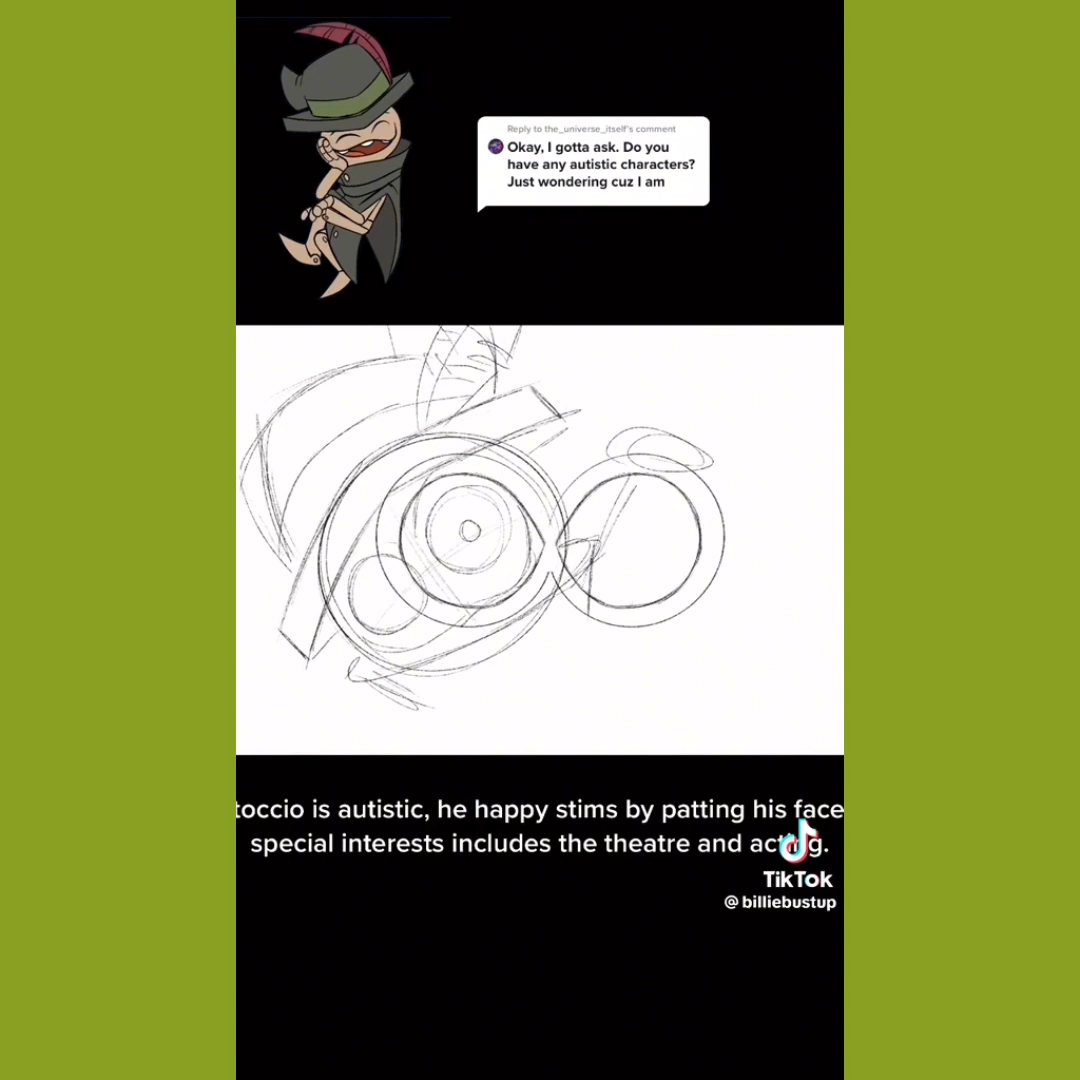 Reply to the_universe_itself's comment
Okay, I gotta ask. Do you
have any autistic characters?
Just wondering cuz I am
toccio is autistic, he happy stims by patting his face
special interests includes the theatre and acting.
TikTok
@billiebustup